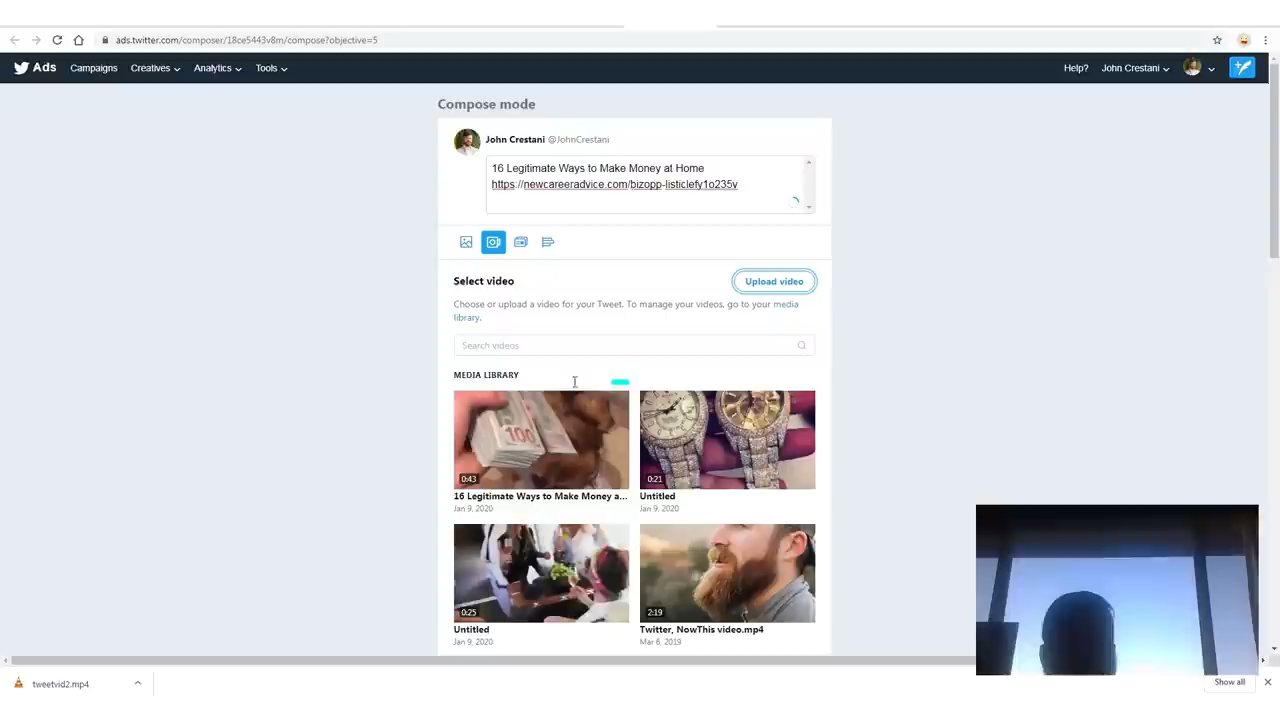 ads.twitter.com/composer/18ce5443v8m/compose?objective=5
Ads Campaigns Creatives Analytics Tools Help? John Crestani
Compose mode
John Crestani @JohnCrestani
16 Legitimate Ways to Make Money at Home
https://newcareeradvice.com/bizopp-listiclefy1o235v
Select video Upload video
Choose or upload a video for your Tweet. To manage your videos, go to your media
library.
Search videos
MEDIA LIBRARY
100
0:43 0:21
16 Legitimate Ways to Make Money a... Untitled
Jan 9, 2020 Jan 9, 2020
0:25 2:19
Untitled Twitter, NowThis video.mp4
Jan 9, 2020 Mar 6, 2019
tweetvid2.mp4 Show all